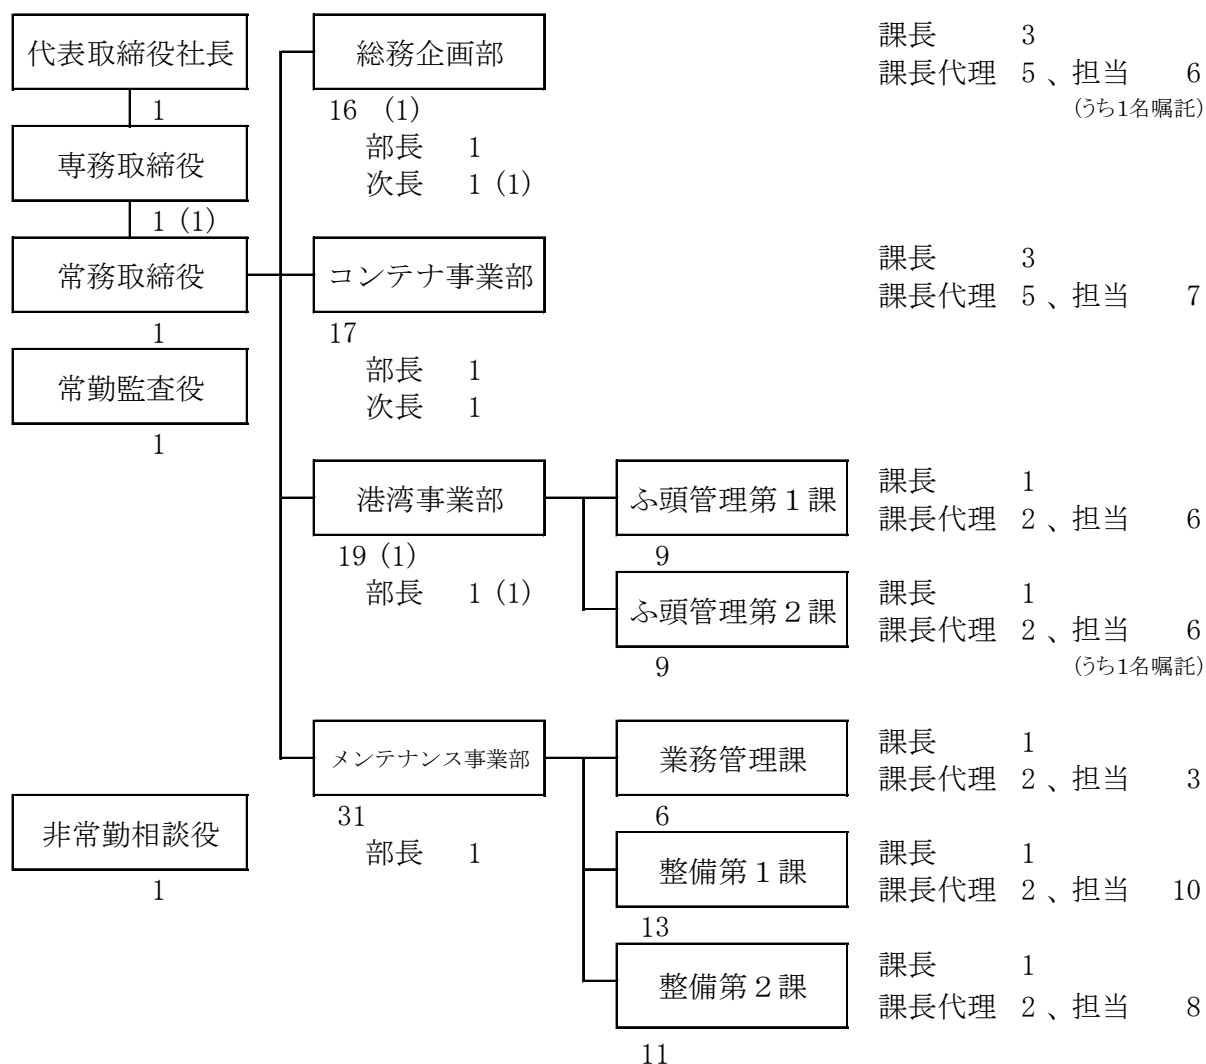 代表取締役社長
1
専務取締役
1 (1)
常務取締役
1
常勤監査役
1
非常勤相談役
1
総務企画部
16 (1)
部長 1
次長 1 (1)
課長 3
課長代理 5 、担当 6
(うち1名嘱託)
コンテナ事業部
17
部長 1
次長 1
課長 3
課長代理 5 、担当 7
港湾事業部
19 (1)
部長 1 (1)
ふ頭管理第1課
9
課長 1
課長代理 2 、担当 6
ふ頭管理第2課
9
課長 1
課長代理 2 、担当 6
(うち1名嘱託)
メンテナンス事業部
31
部長 1
業務管理課
6
課長 1
課長代理 2 、担当 3
整備第1課
13
課長 1
課長代理 2 、担当 10
整備第2課
11
課長 1
課長代理 2 、担当 8